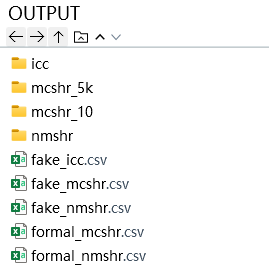 OUTPUT
icc
mcshr_5k
mcshr_10
nmshr
fake_icc.csv
fake_mcshr.csv
fake_nmshr.csv
formal_mcshr.csv
formal_nmshr.csv